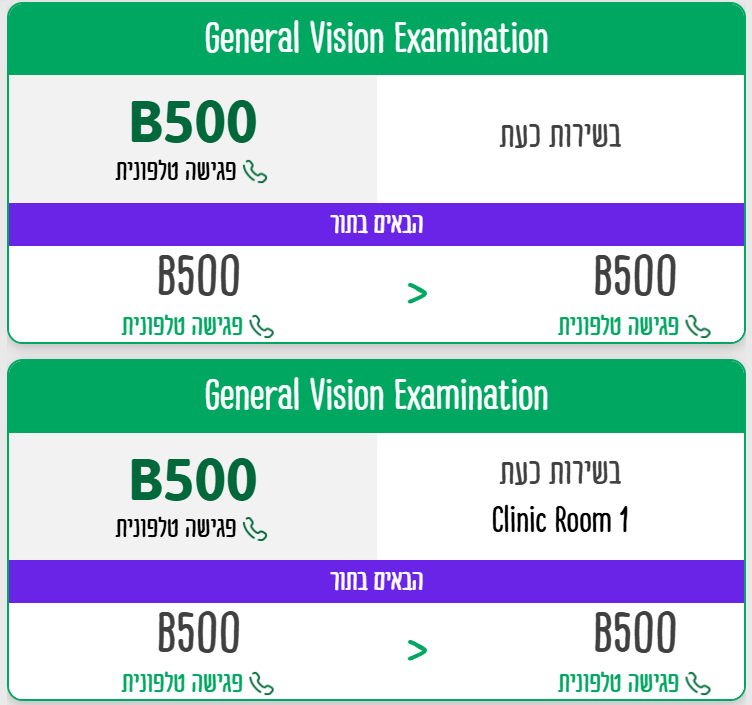 General Vision Examination
בשירות כעת
B500
פגישה טלפונית
הבאים בתור
B500 > B500
פגישה טלפונית פגישה טלפונית
General Vision Examination
בשירות כעת
Clinic Room 1
B500
פגישה טלפונית
הבאים בתור
B500 > B500
פגישה טלפונית פגישה טלפונית